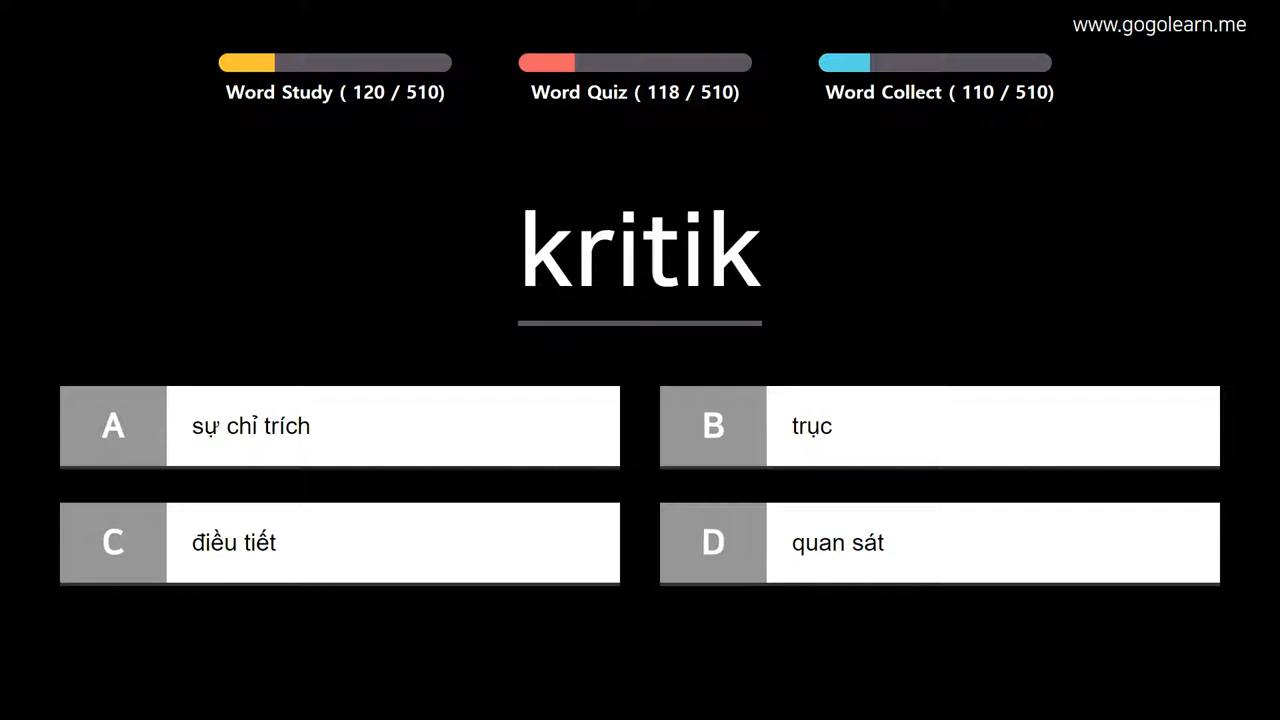 www.gogolearn.me
Word Study ( 120 / 510)
Word Quiz ( 118 / 510)
Word Collect ( 110 / 510)
kritik
A sự chỉ trích
B trục
C điều tiết
D quan sát